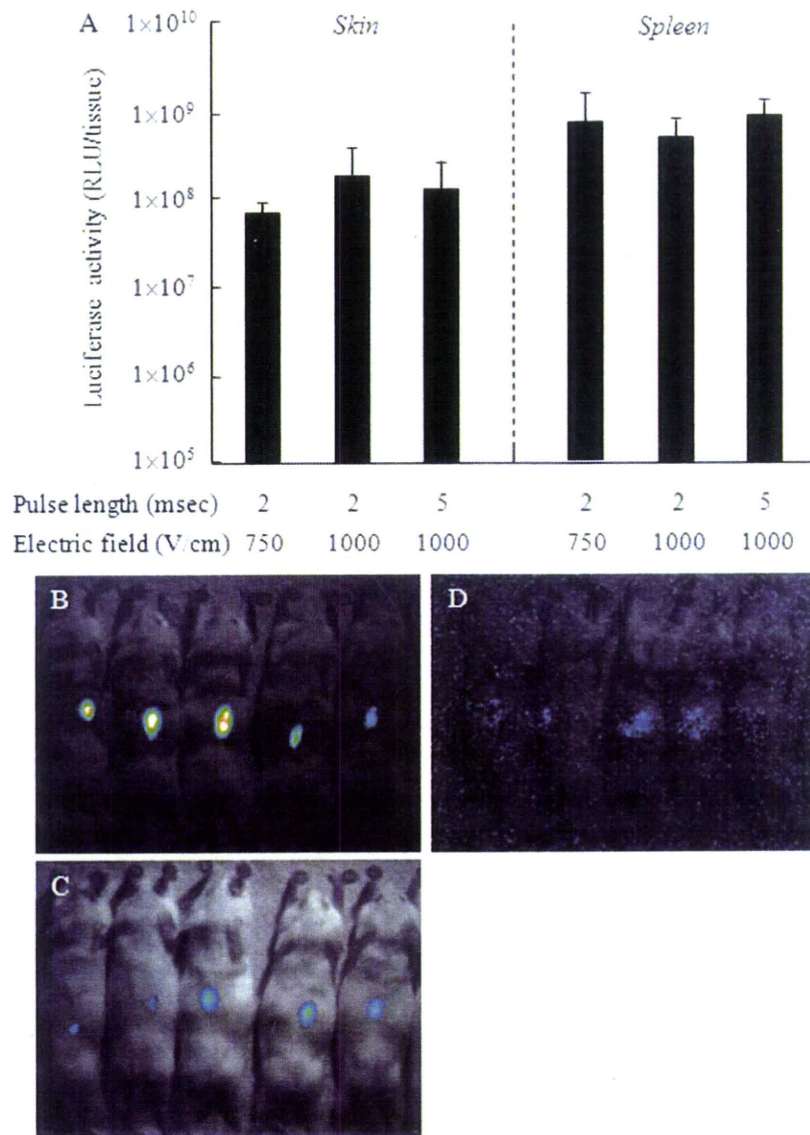 A
Skin
Spleen
Luciferase activity (RLU/tissue)
1×10¹⁰
1×10⁹
1×10⁸
1×10⁷
1×10⁶
1×10⁵
Pulse length (msec) 2 2 5 2 2 5
Electric field (V/cm) 750 1000 1000 750 1000 1000
B
D
C